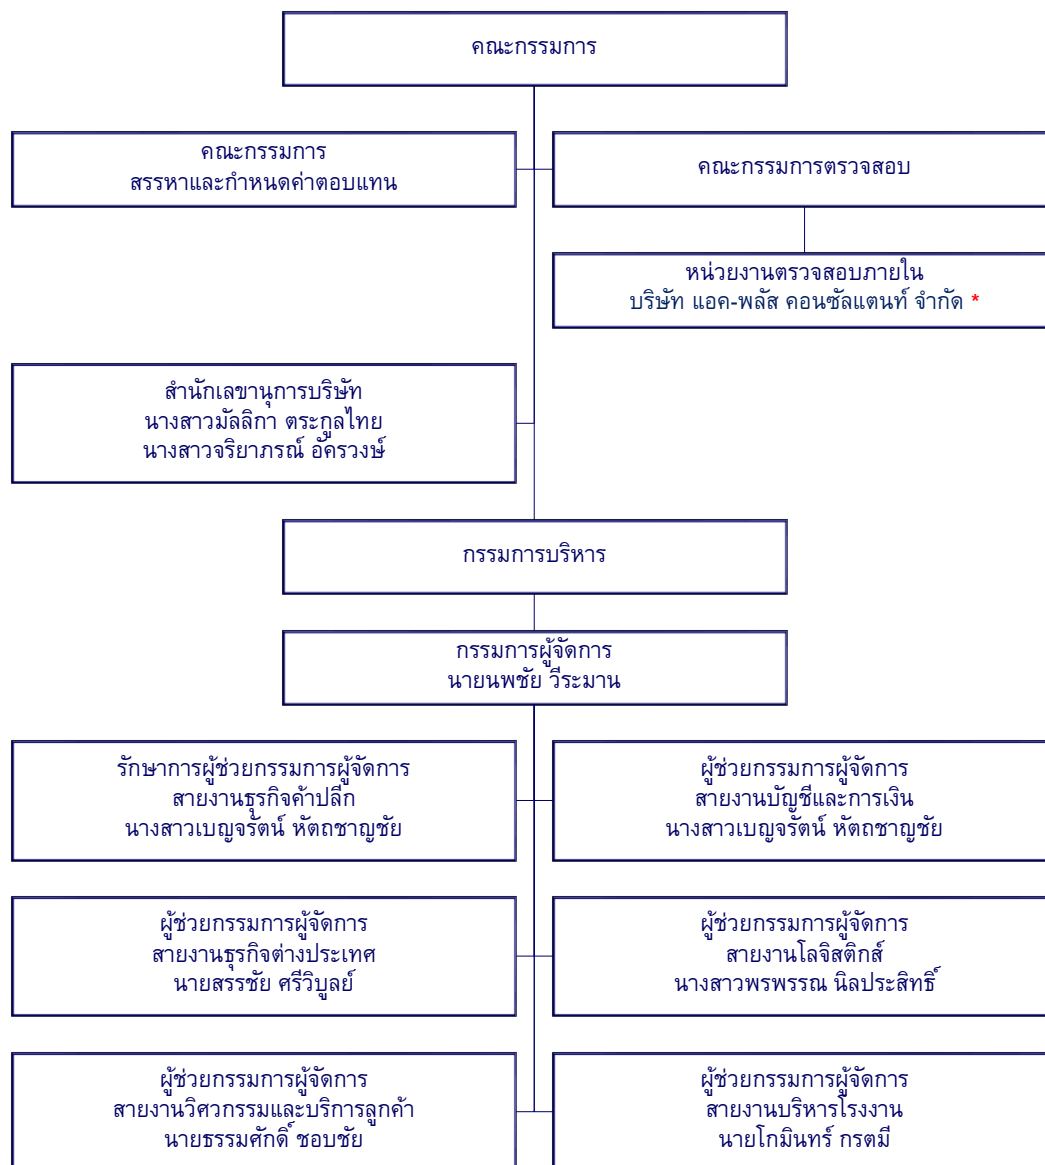 คณะกรรมการ
คณะกรรมการ
สรรหาและกำหนดค่าตอบแทน
คณะกรรมการตรวจสอบ
หน่วยงานตรวจสอบภายใน
บริษัท แอค-พลัส คอนซัลแตนท์ จำกัด *
สำนักเลขานุการบริษัท
นางสาวมัลลิกา ตระกูลไทย
นางสาวจริยาภรณ์ อัครวงษ์
กรรมการบริหาร
กรรมการผู้จัดการ
นายนพชัย วีระมาน
รักษาการผู้ช่วยกรรมการผู้จัดการ
สายงานธุรกิจค้าปลีก
นางสาวเบญจรัตน์ หัตถชาญชัย
ผู้ช่วยกรรมการผู้จัดการ
สายงานบัญชีและการเงิน
นางสาวเบญจรัตน์ หัตถชาญชัย
ผู้ช่วยกรรมการผู้จัดการ
สายงานธุรกิจต่างประเทศ
นายสรรชัย ศรีวิบูลย์
ผู้ช่วยกรรมการผู้จัดการ
สายงานโลจิสติกส์
นางสาวพรพรรณ นิลประสิทธิ์
ผู้ช่วยกรรมการผู้จัดการ
สายงานวิศวกรรมและบริการลูกค้า
นายธรรมศักดิ์ ชอบชัย
ผู้ช่วยกรรมการผู้จัดการ
สายงานบริหารโรงงาน
นายโกมินทร์ กรตมี